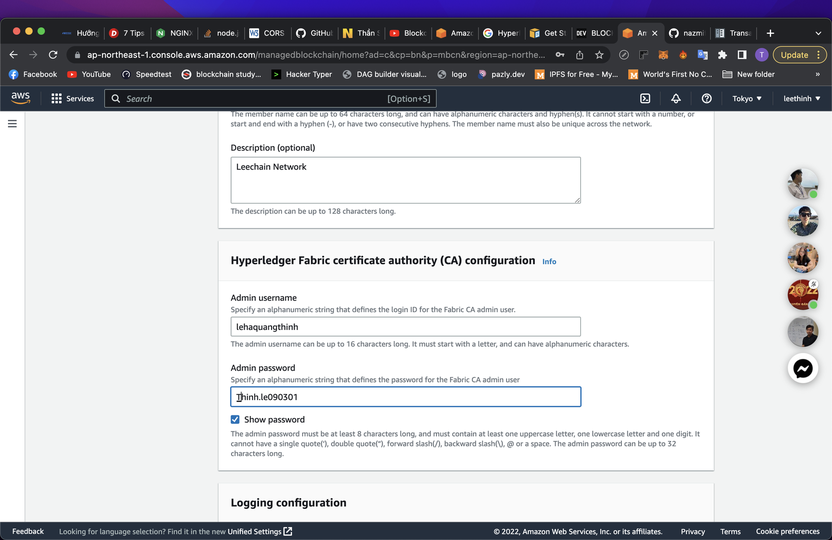 Hướng
7 Tips
NGINX
node.j
CORS
GitHu
Thần S
Blockc
Amazo
Hyper
Get St
BLOCK
An
nazmi
Transa
ap-northeast-1.console.aws.amazon.com/managedblockchain/home?ad=c&cp=bn&p=mbcn&region=ap-northe...
T
Update
Facebook
YouTube
Speedtest
blockchain study...
Hacker Typer
DAG builder visual...
logo
pazly.dev
IPFS for Free - My...
World's First No C...
New folder
»
aws
Services
Search
[Option+S]
Tokyo
leethinh
The member name can be up to 64 characters long, and can have alphanumeric characters and hyphen(s). It cannot start with a number, or
start and end with a hyphen (-), or have two consecutive hyphens. The member name must also be unique across the network.
Description (optional)
Leechain Network
The description can be up to 128 characters long.
Hyperledger Fabric certificate authority (CA) configuration Info
Admin username
Specify an alphanumeric string that defines the login ID for the Fabric CA admin user.
lehaquangthinh
The admin username can be up to 16 characters long. It must start with a letter, and can have alphanumeric characters.
Admin password
Specify an alphanumeric string that defines the password for the Fabric CA admin user
Thinh.le090301
Show password
The admin password must be at least 8 characters long, and must contain at least one uppercase letter, one lowercase letter and one digit. It
cannot have a single quote('), double quote("), forward slash(/), backward slash(\), @ or a space. The admin password can be up to 32
characters long.
2022
Logging configuration
Feedback
Looking for language selection? Find it in the new Unified Settings
© 2022, Amazon Web Services, Inc. or its affiliates.
Privacy
Terms
Cookie preferences